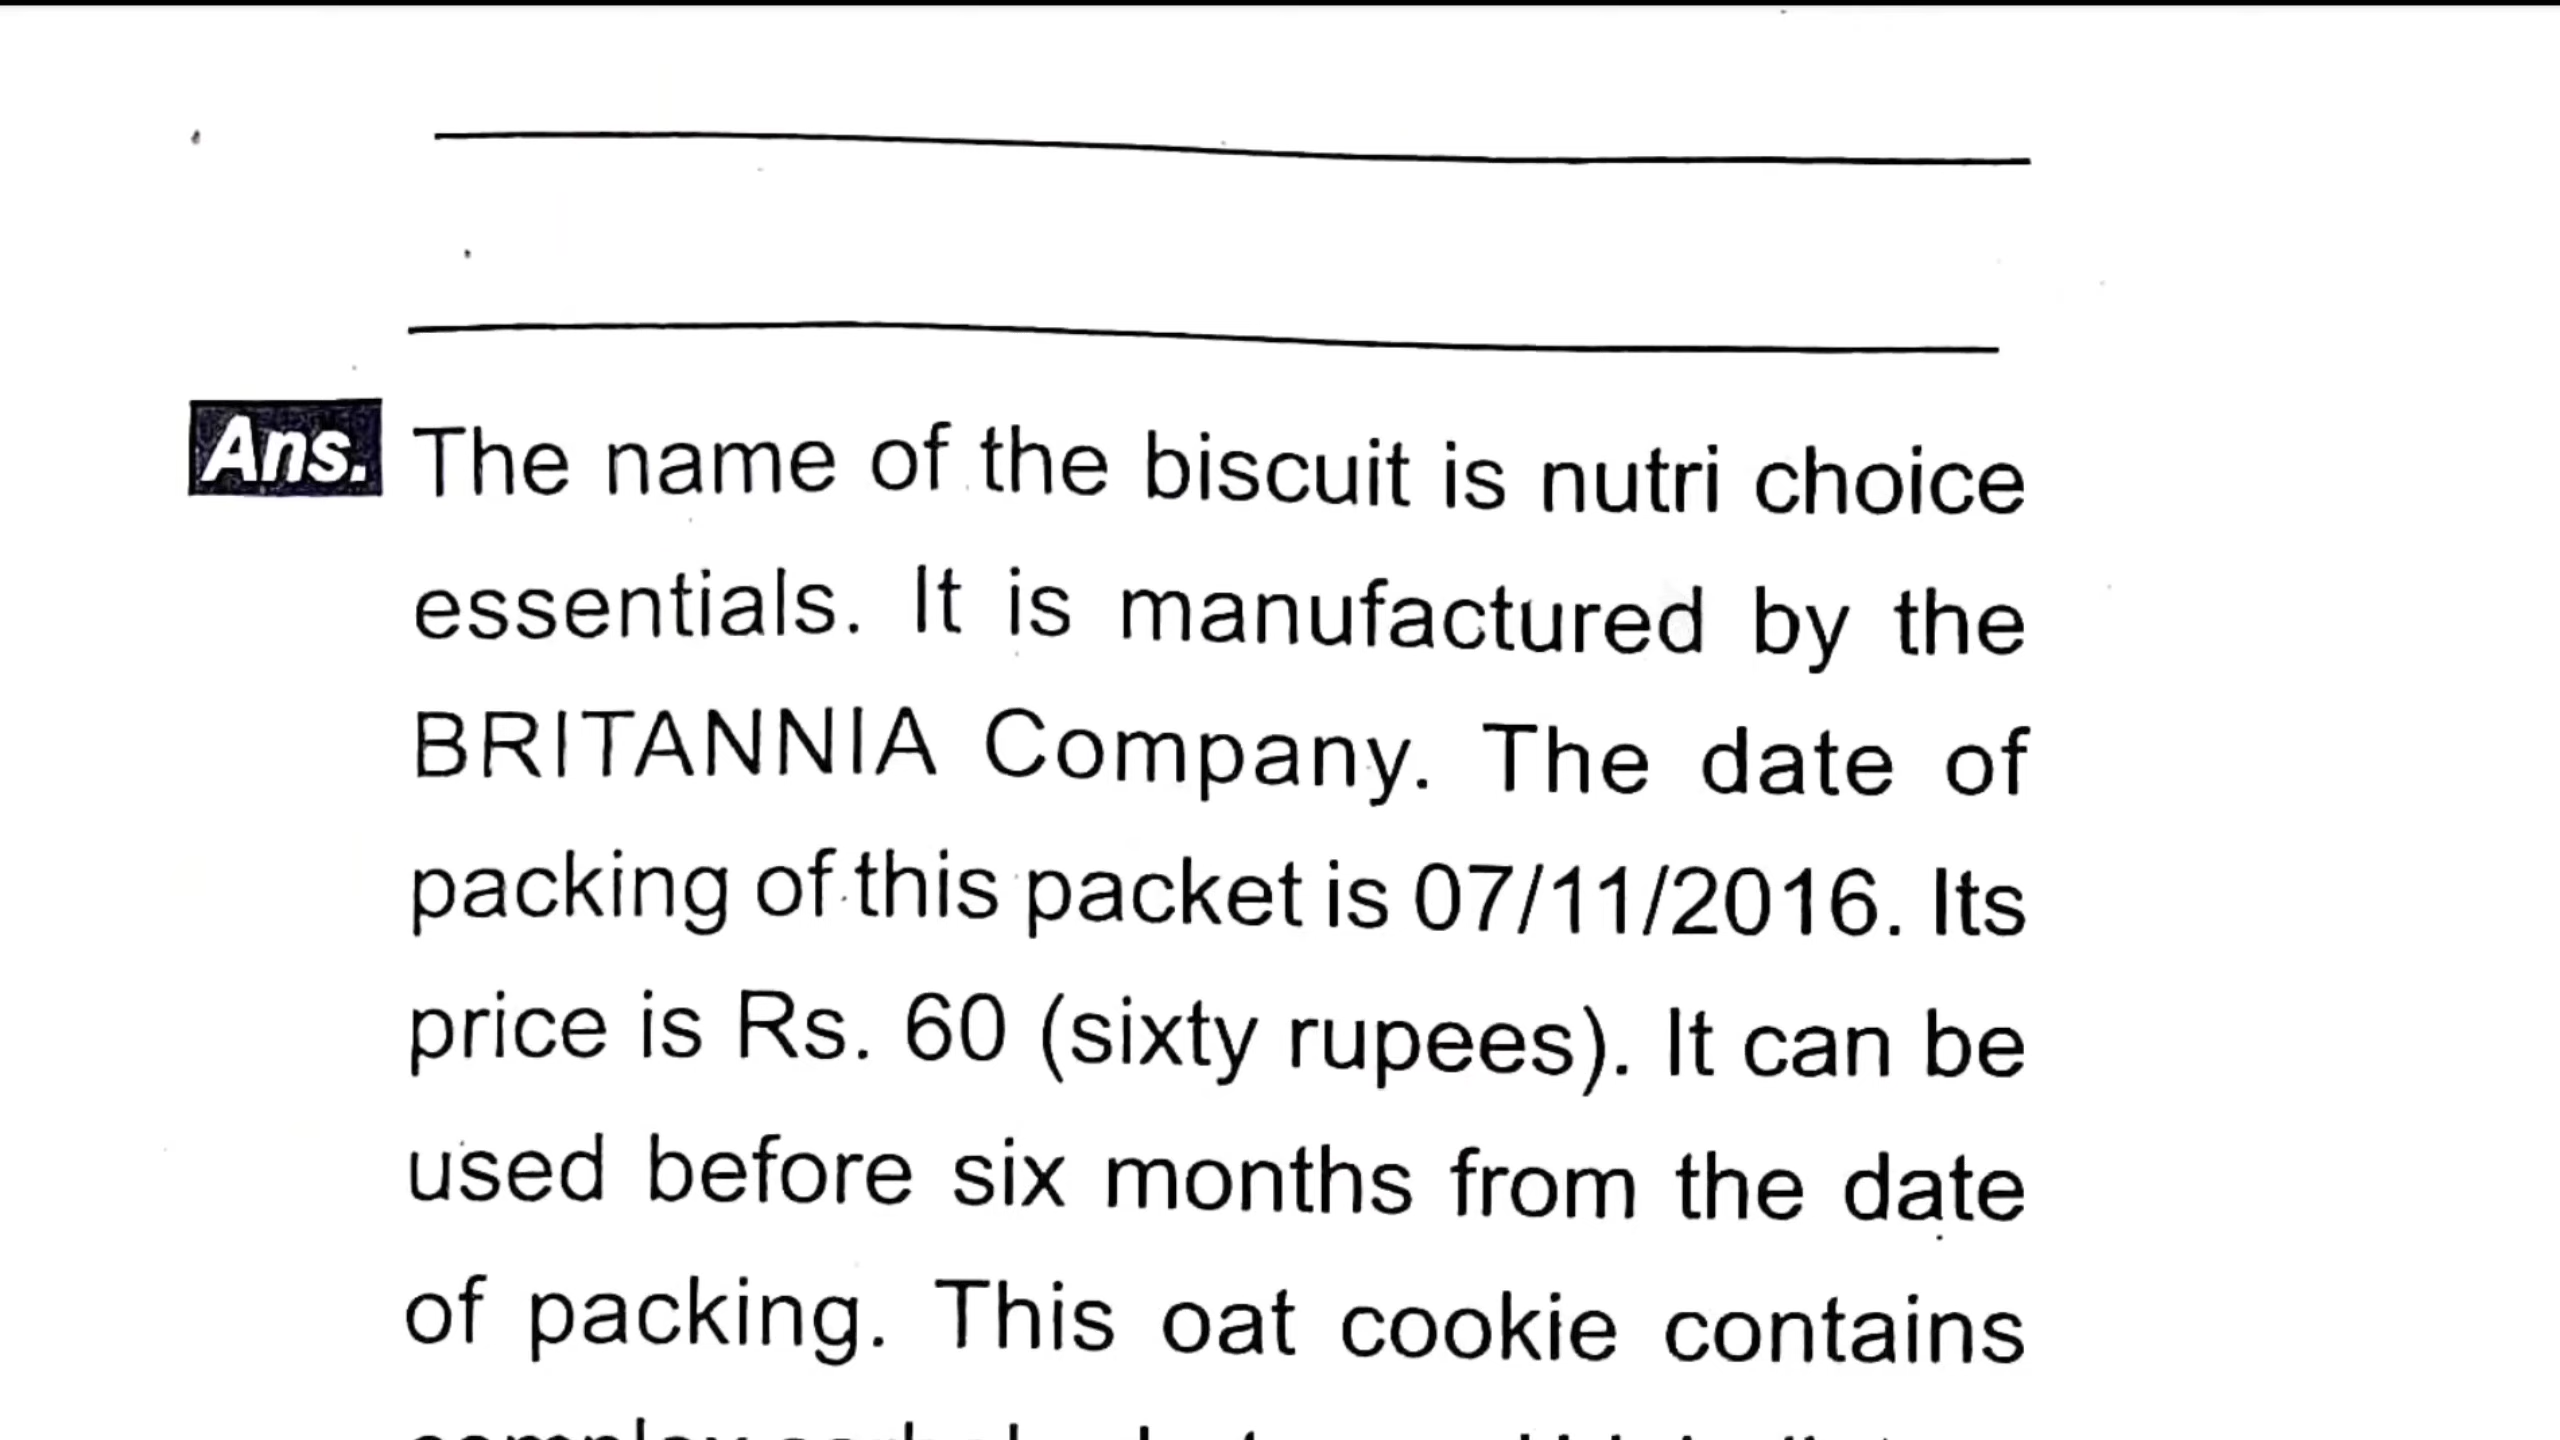 Ans. The name of the biscuit is nutri choice
essentials. It is manufactured by the
BRITANNIA Company. The date of
packing of this packet is 07/11/2016. Its
price is Rs. 60 (sixty rupees). It can be
used before six months from the date
of packing. This oat cookie contains